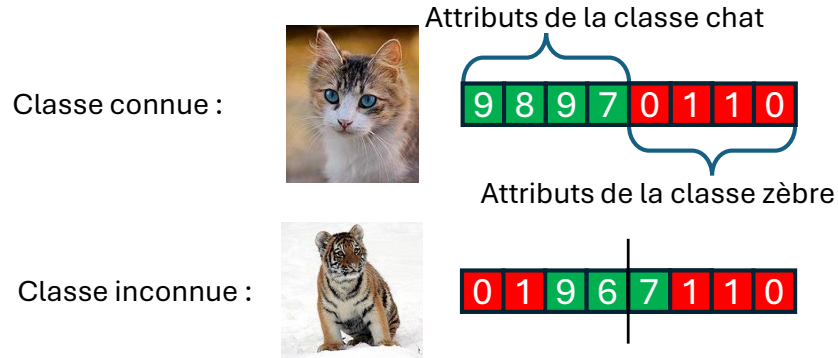 Attributs de la classe chat
Classe connue :
9 8 9 7 0 1 1 0
Attributs de la classe zèbre
Classe inconnue :
0 1 9 6 7 1 1 0